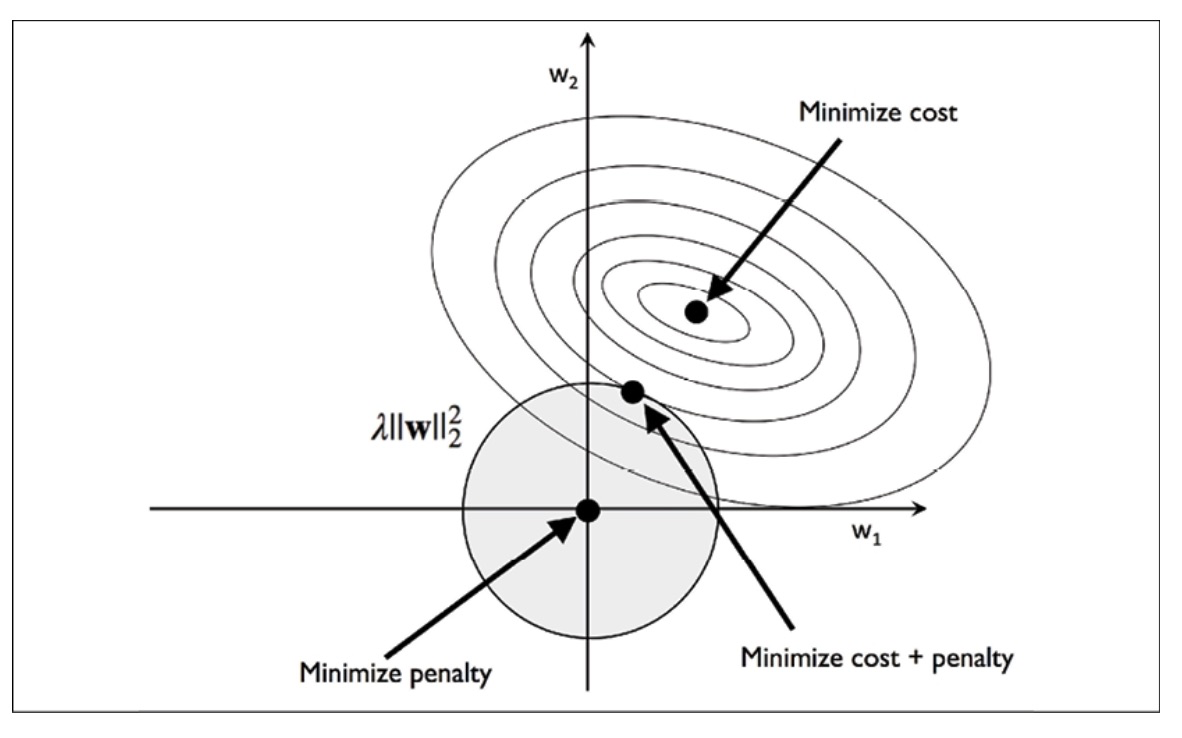 w₂
Minimize cost
λ||w||₂²
w₁
Minimize penalty
Minimize cost + penalty